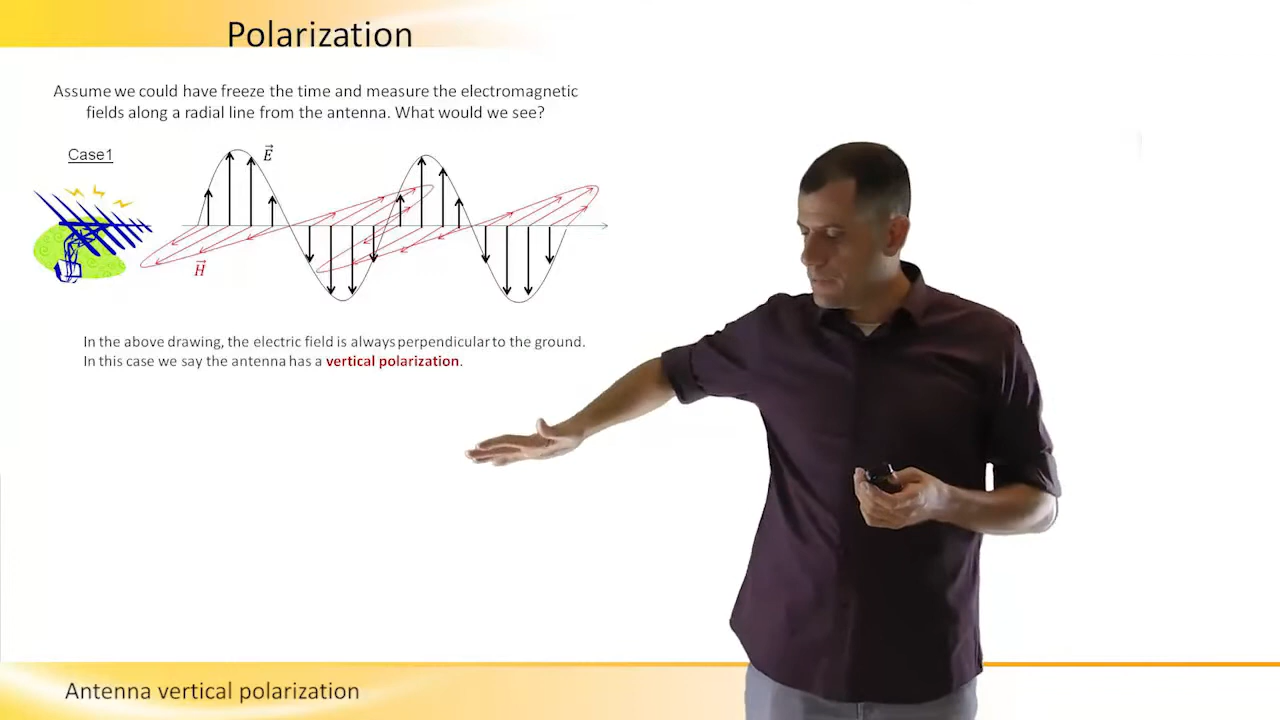 Polarization
Assume we could have freeze the time and measure the electromagnetic
fields along a radial line from the antenna. What would we see?
Case1
E⃗
H⃗
In the above drawing, the electric field is always perpendicular to the ground.
In this case we say the antenna has a vertical polarization.
Antenna vertical polarization